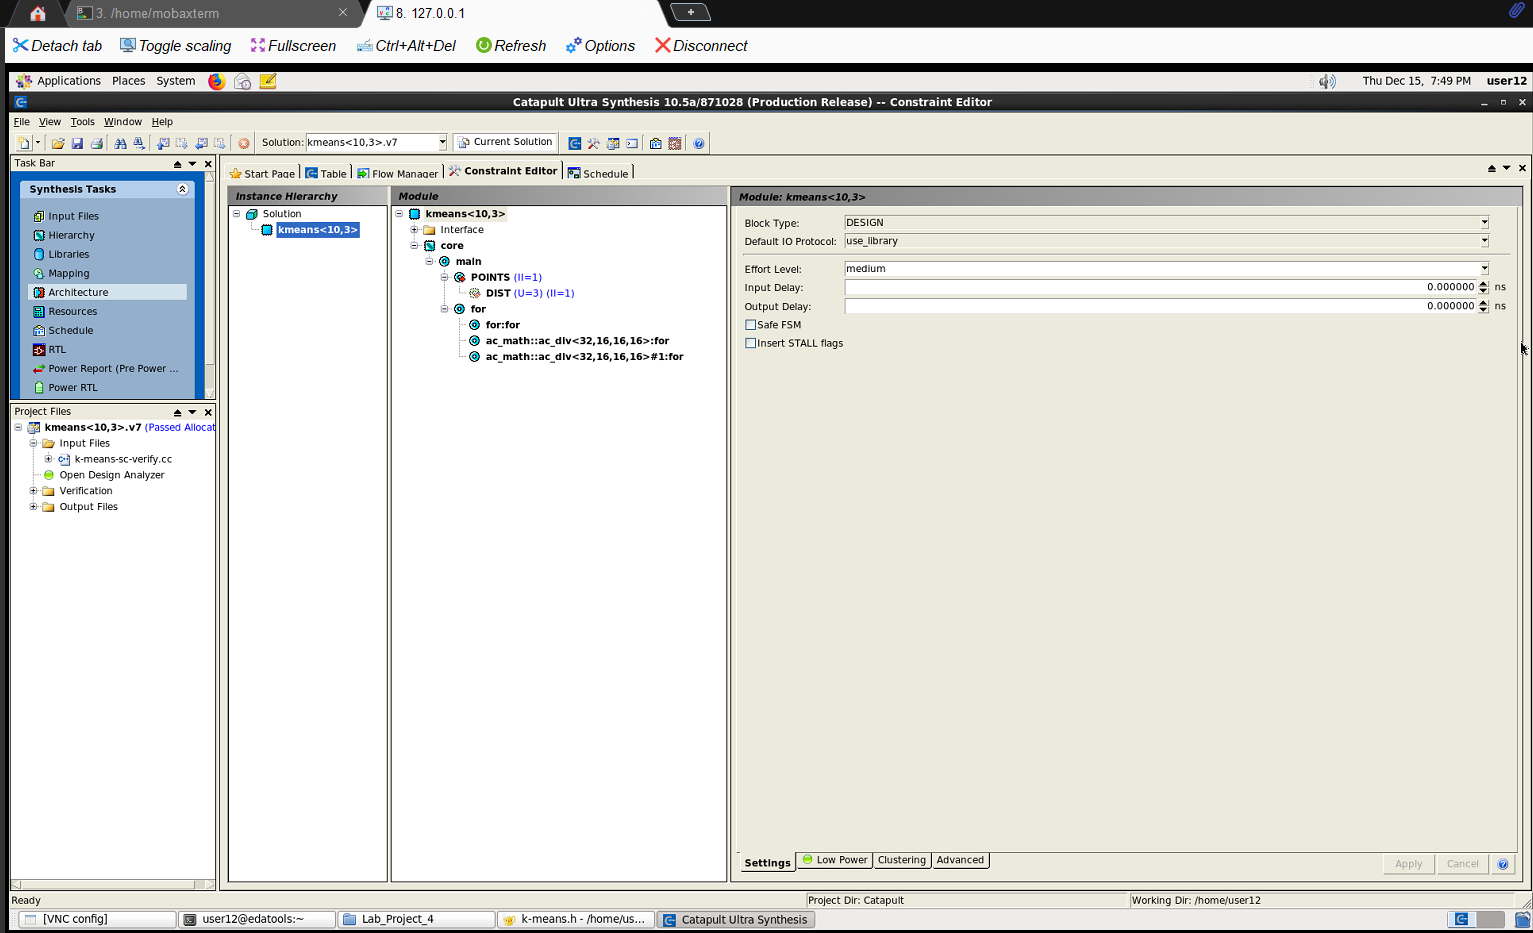 3. /home/mobaxterm
8. 127.0.0.1
Detach tab
Toggle scaling
Fullscreen
Ctrl+Alt+Del
Refresh
Options
Disconnect
Applications Places System
Thu Dec 15, 7:49 PM user12
Catapult Ultra Synthesis 10.5a/871028 (Production Release) -- Constraint Editor
File View Tools Window Help
Solution: kmeans<10,3>.v7
Current Solution
Task Bar
Synthesis Tasks
Input Files
Hierarchy
Libraries
Mapping
Architecture
Resources
Schedule
RTL
Power Report (Pre Power ...
Power RTL
Project Files
kmeans<10,3>.v7 (Passed Allocat
Input Files
k-means-sc-verify.cc
Open Design Analyzer
Verification
Output Files
Start Page
Table
Flow Manager
Constraint Editor
Schedule
Instance Hierarchy
Solution
kmeans<10,3>
Module
kmeans<10,3>
Interface
core
main
POINTS (II=1)
DIST (U=3) (II=1)
for
for:for
ac_math::ac_div<32,16,16,16>:for
ac_math::ac_div<32,16,16,16>#1:for
Module: kmeans<10,3>
Block Type: DESIGN
Default IO Protocol: use_library
Effort Level: medium
Input Delay: 0.000000 ns
Output Delay: 0.000000 ns
Safe FSM
Insert STALL flags
Settings
Low Power
Clustering
Advanced
Apply
Cancel
Ready
Project Dir: Catapult
Working Dir: /home/user12
[VNC config]
user12@edatools:~
Lab_Project_4
k-means.h - /home/us...
Catapult Ultra Synthesis